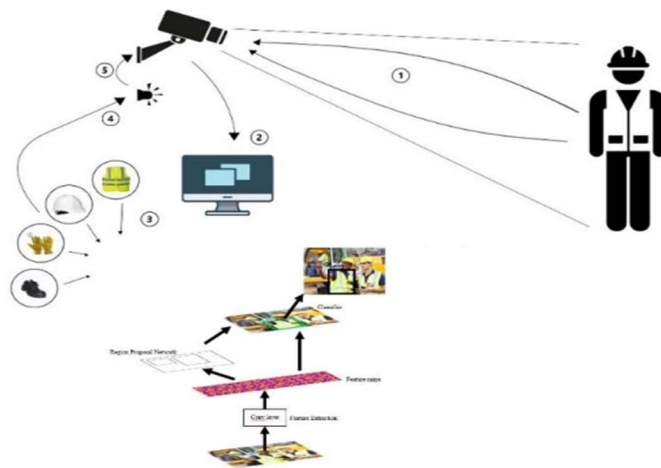 1
5
4
2
3
Classifier
Region Proposal Network
Feature maps
Conv layer
Feature Extraction